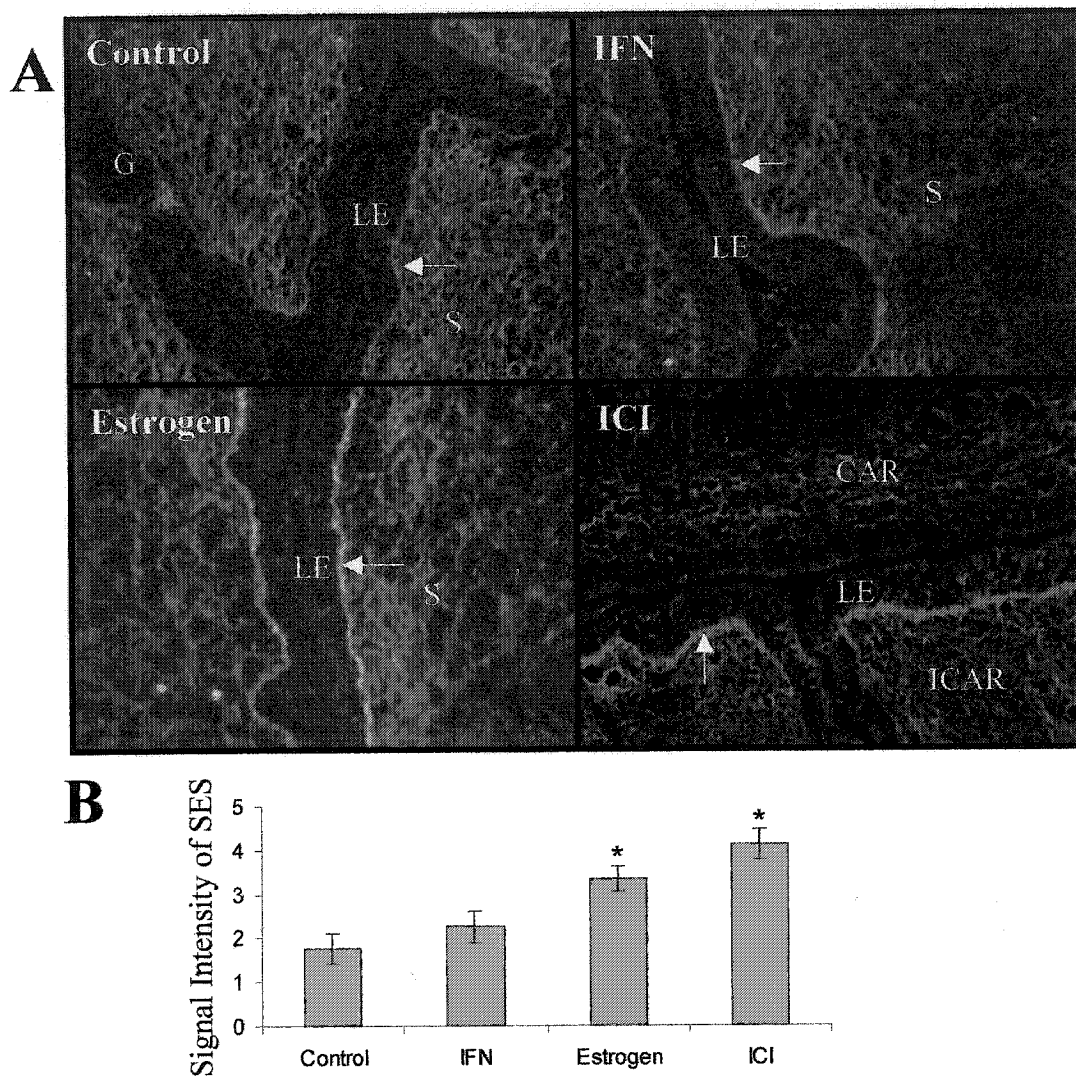 A
Control
G
LE
S
IFN
S
LE
Estrogen
LE
S
ICI
CAR
LE
ICAR
B
Signal Intensity of SES
5
4
3
2
1
0
*
*
Control IFN Estrogen ICI